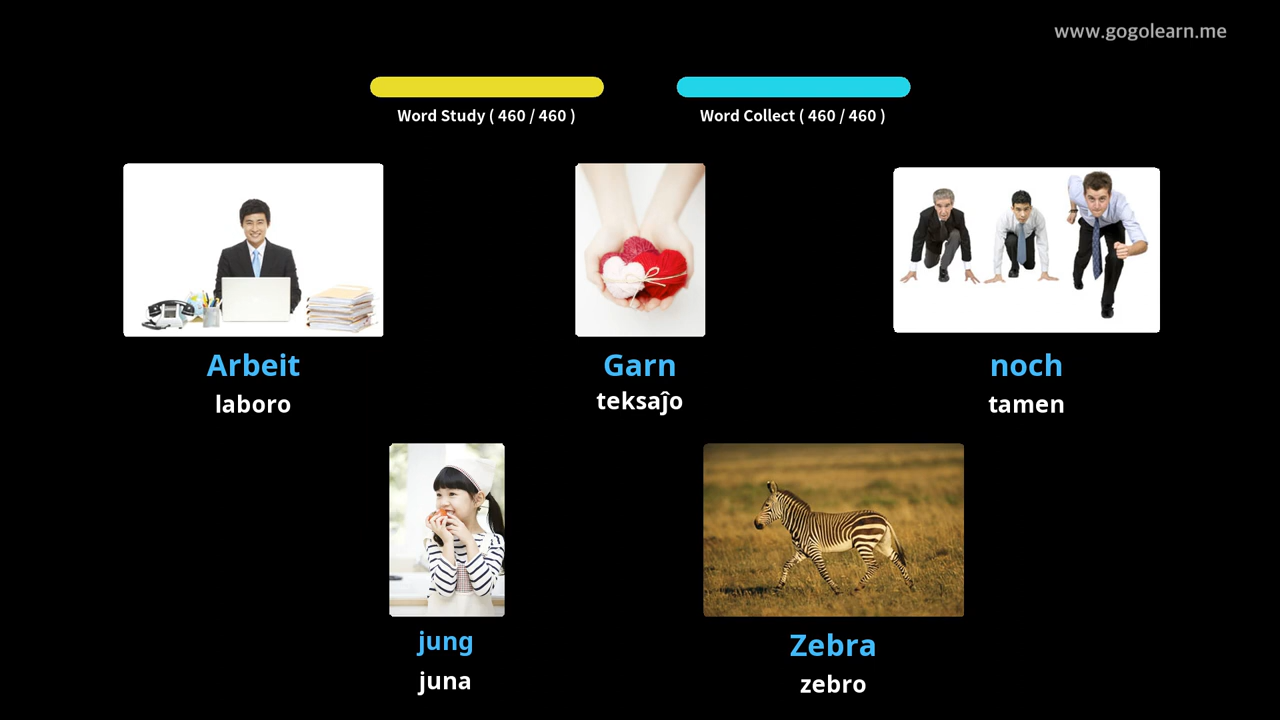 www.gogolearn.me
Word Study ( 460 / 460 )
Word Collect ( 460 / 460 )
Arbeit
laboro
Garn
teksaĵo
noch
tamen
jung
juna
Zebra
zebro